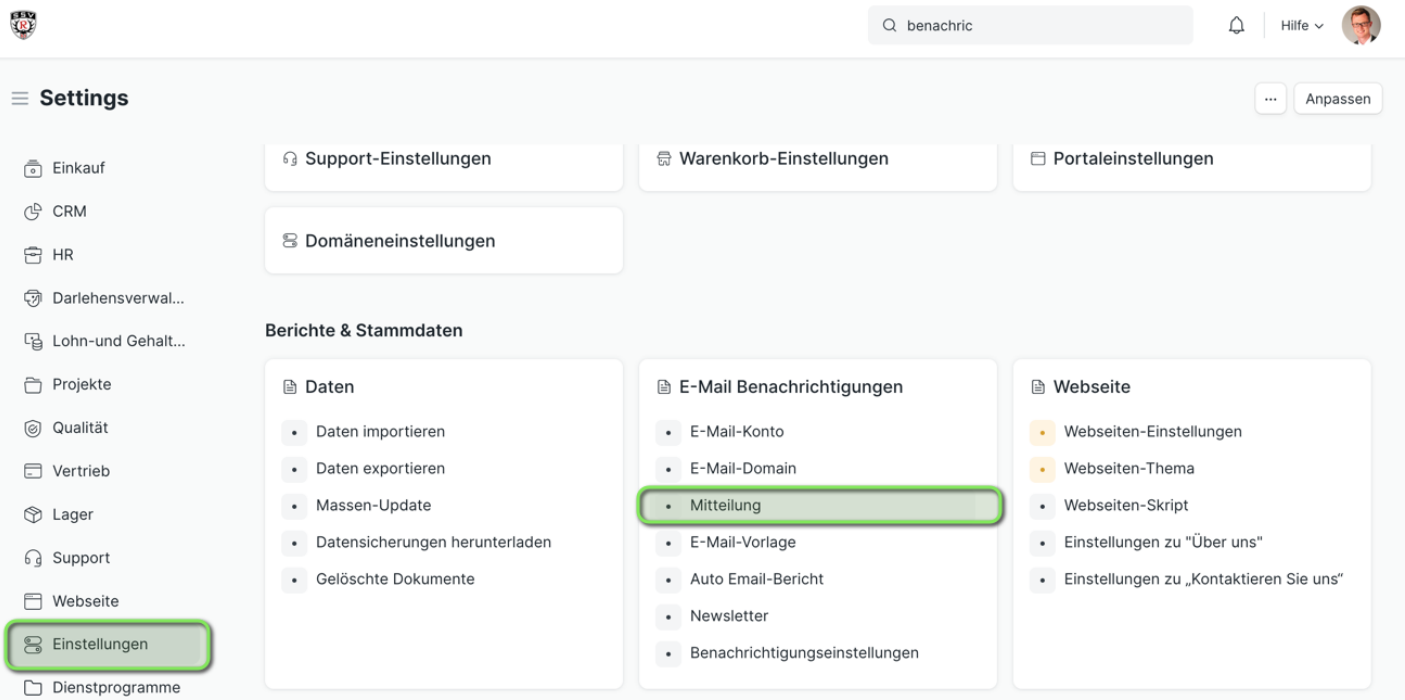 SSV
R
benachric
Hilfe
Settings
...
Anpassen
Einkauf
CRM
HR
Darlehensverwal...
Lohn-und Gehalt...
Projekte
Qualität
Vertrieb
Lager
Support
Webseite
Einstellungen
Dienstprogramme
Support-Einstellungen
Warenkorb-Einstellungen
Portaleinstellungen
Domäneneinstellungen
Berichte & Stammdaten
Daten
Daten importieren
Daten exportieren
Massen-Update
Datensicherungen herunterladen
Gelöschte Dokumente
E-Mail Benachrichtigungen
E-Mail-Konto
E-Mail-Domain
Mitteilung
E-Mail-Vorlage
Auto Email-Bericht
Newsletter
Benachrichtigungseinstellungen
Webseite
Webseiten-Einstellungen
Webseiten-Thema
Webseiten-Skript
Einstellungen zu "Über uns"
Einstellungen zu „Kontaktieren Sie uns“